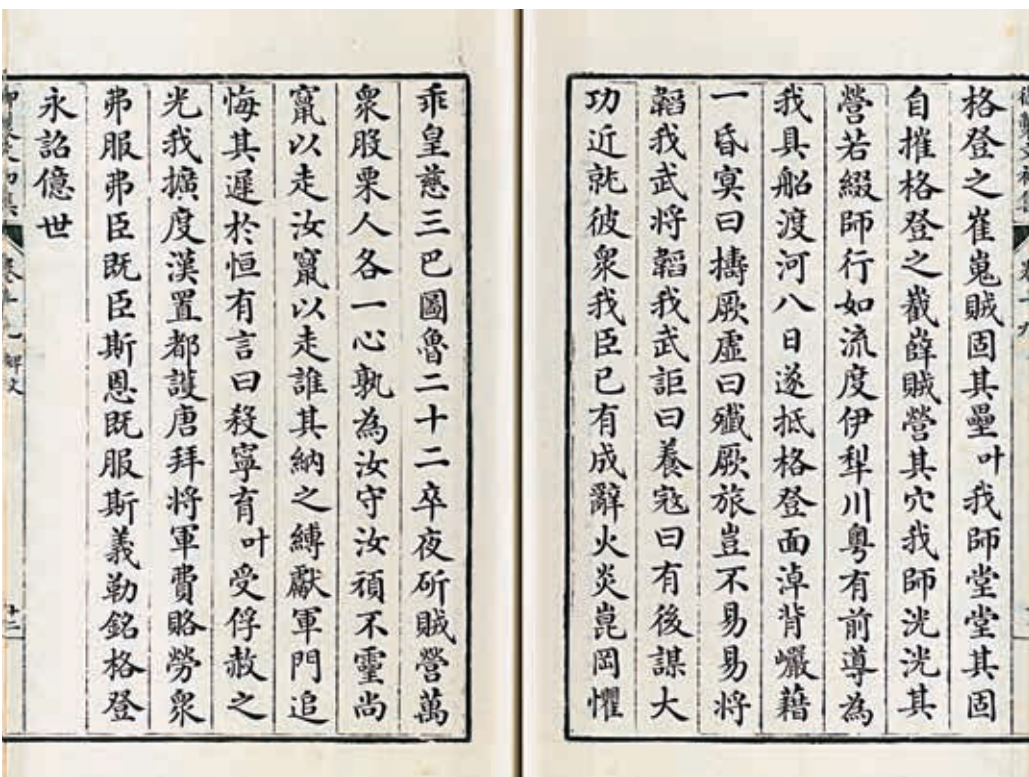 格登之崔嵬賊固其壘叶我師堂堂其固
自摧格登之巀嶭賊營其穴我師洸洸其
營若綴師行如流度伊犁川粵有前導為
我具船渡河八日遂抵格登面淖背巘藉
一昏冥曰擣厥虛曰殲厥旅豈不易易將
韜我武將韜我武詎曰養寇曰有後謀大
功近就彼衆我臣已有成辭火炎崑岡懼
乖皇慈三巴圖魯二十二卒夜斫賊營萬
衆股栗人各一心孰為汝守汝頑不靈尚
竄以走汝竄以走誰其納之縛獻軍門追
悔其遲於恒有言曰殺寧育叶受俘赦之
光我擴度漢置都護唐拜將軍費賂勞衆
弗服弗臣既臣斯恩既服斯義勒銘格登
永詔億世
十二